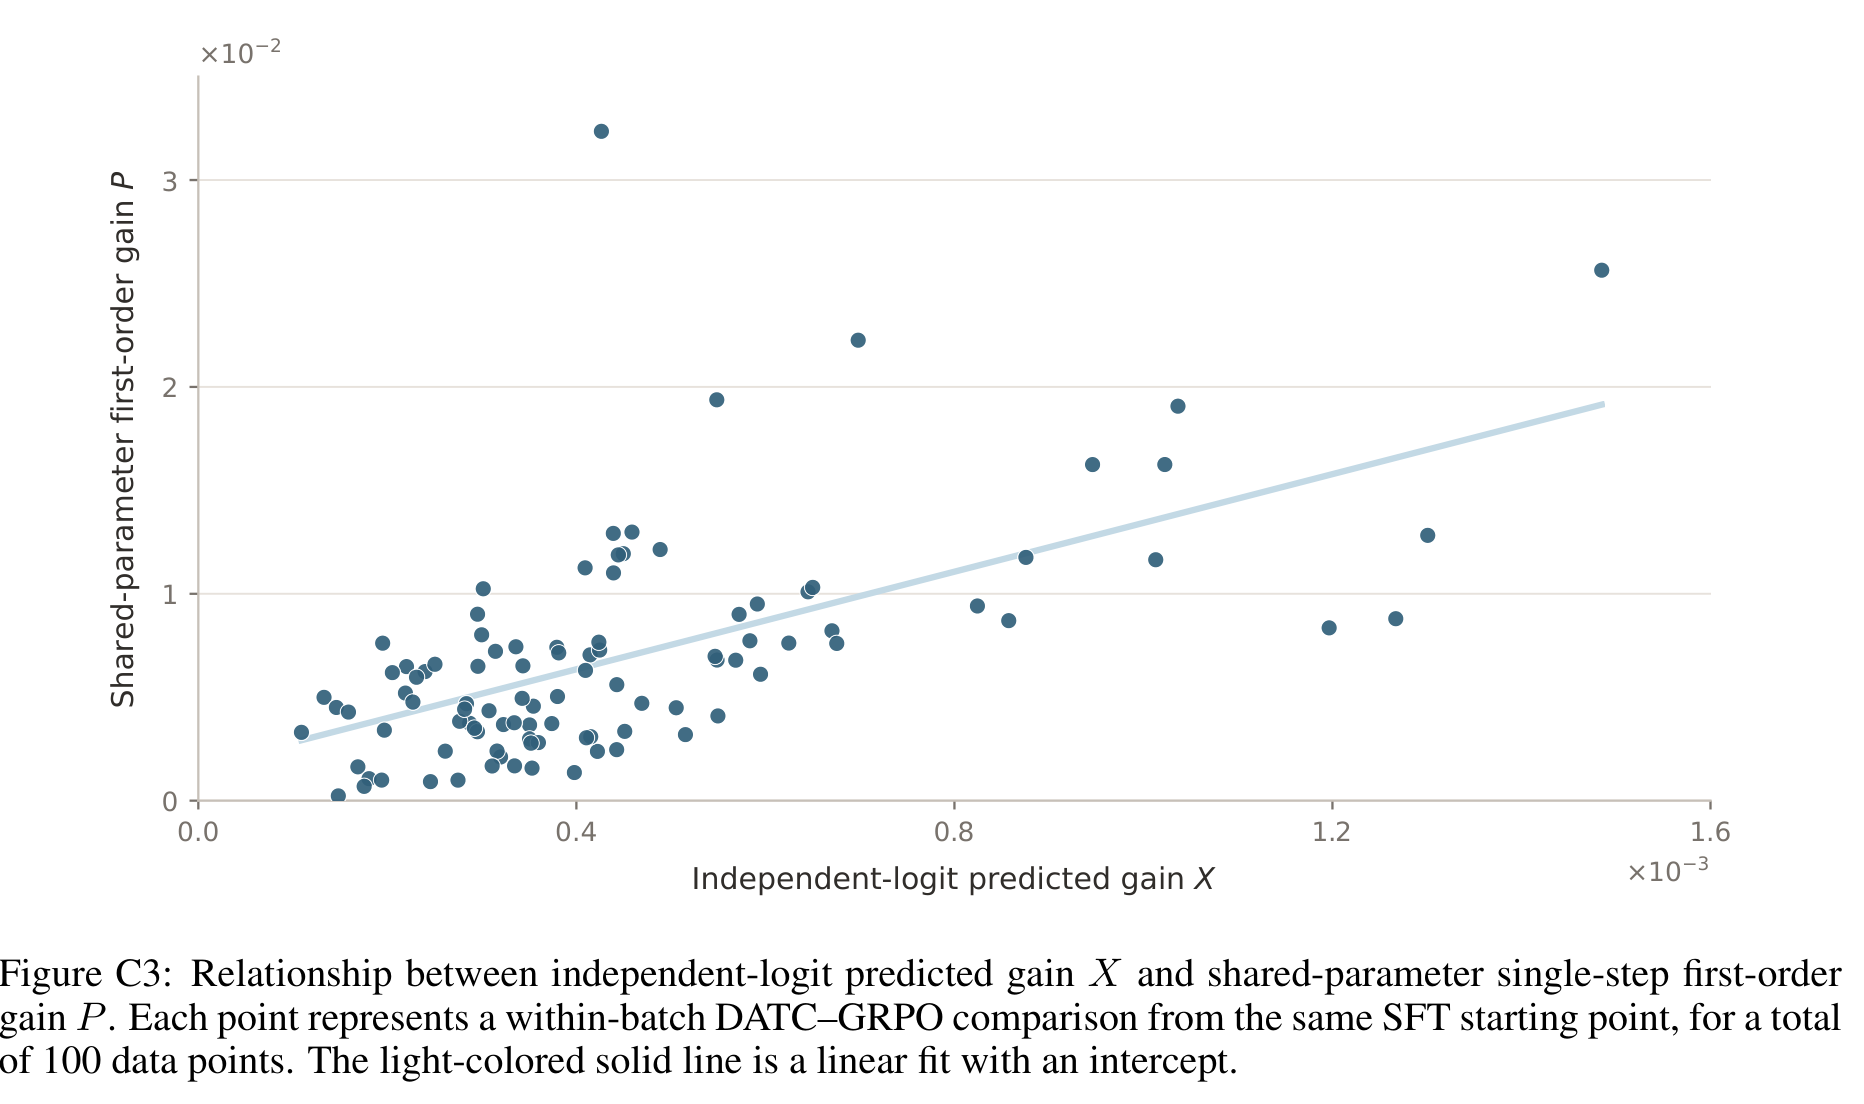 ×10⁻²
Shared-parameter first-order gain P
3
2
1
0
0.0 0.4 0.8 1.2 1.6
×10⁻³
Independent-logit predicted gain X
Figure C3: Relationship between independent-logit predicted gain X and shared-parameter single-step first-order
gain P. Each point represents a within-batch DATC–GRPO comparison from the same SFT starting point, for a total
of 100 data points. The light-colored solid line is a linear fit with an intercept.